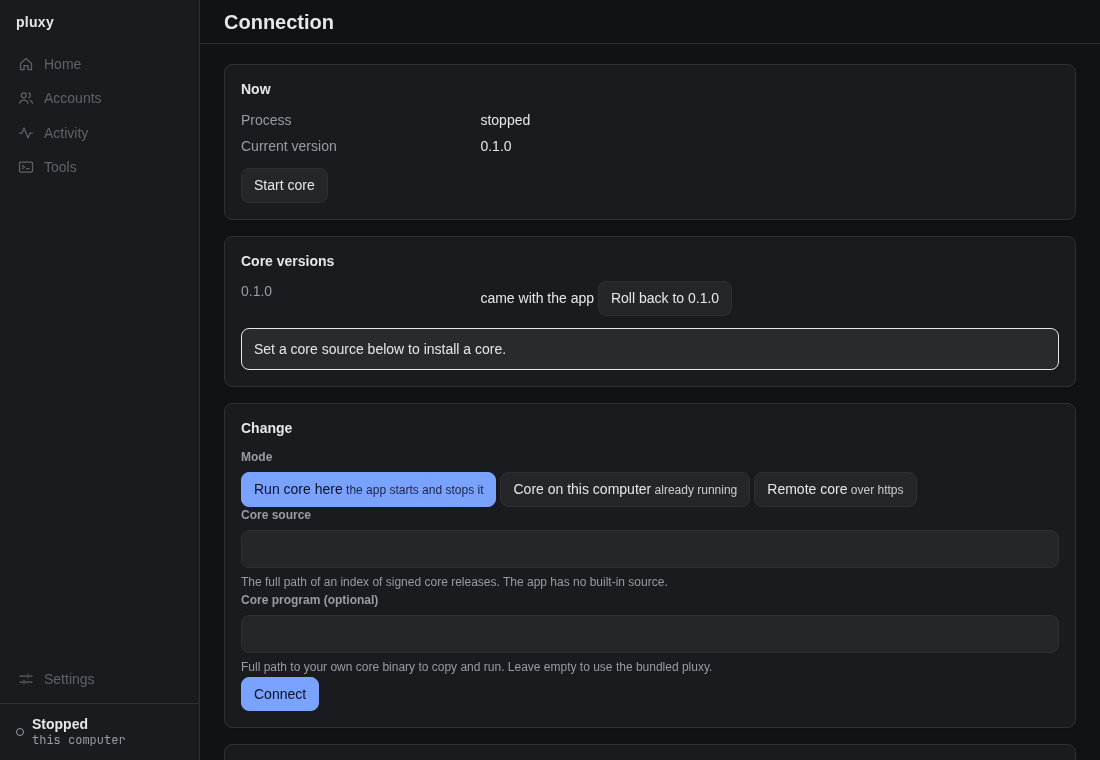 pluxy
Home
Accounts
Activity
Tools
Settings
Stopped
this computer
Connection
Now
Process stopped
Current version 0.1.0
Start core
Core versions
0.1.0 came with the app Roll back to 0.1.0
Set a core source below to install a core.
Change
Mode
Run core here the app starts and stops it Core on this computer already running Remote core over https
Core source
The full path of an index of signed core releases. The app has no built-in source.
Core program (optional)
Full path to your own core binary to copy and run. Leave empty to use the bundled pluxy.
Connect